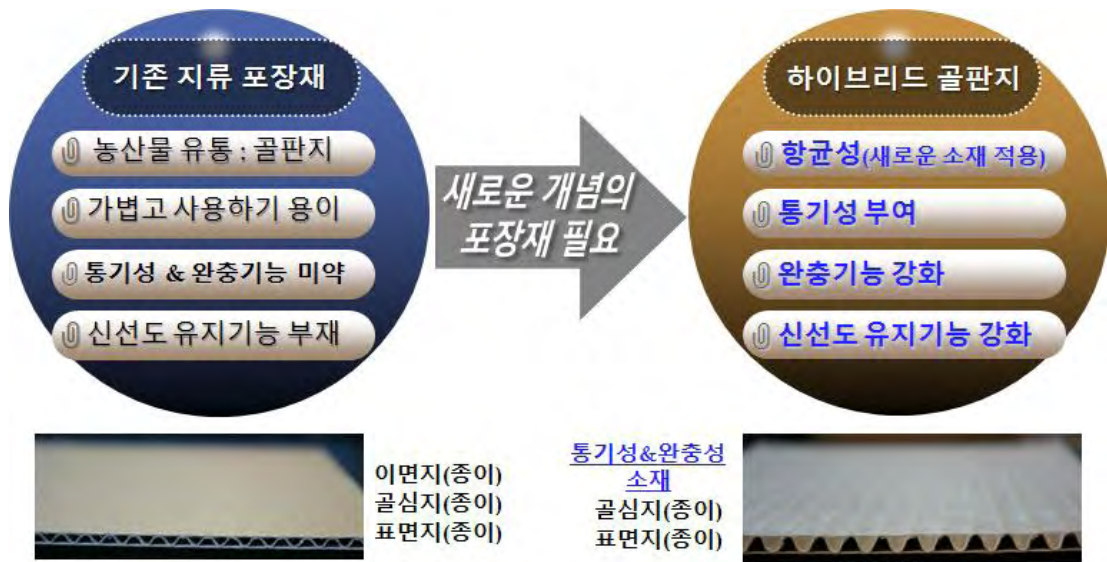 기존 지류 포장재
농산물 유통 : 골판지
가볍고 사용하기 용이
통기성 & 완충기능 미약
신선도 유지기능 부재
새로운 개념의
포장재 필요
하이브리드 골판지
항균성(새로운 소재 적용)
통기성 부여
완충기능 강화
신선도 유지기능 강화
이면지(종이)
골심지(종이)
표면지(종이)
통기성&완충성
소재
골심지(종이)
표면지(종이)